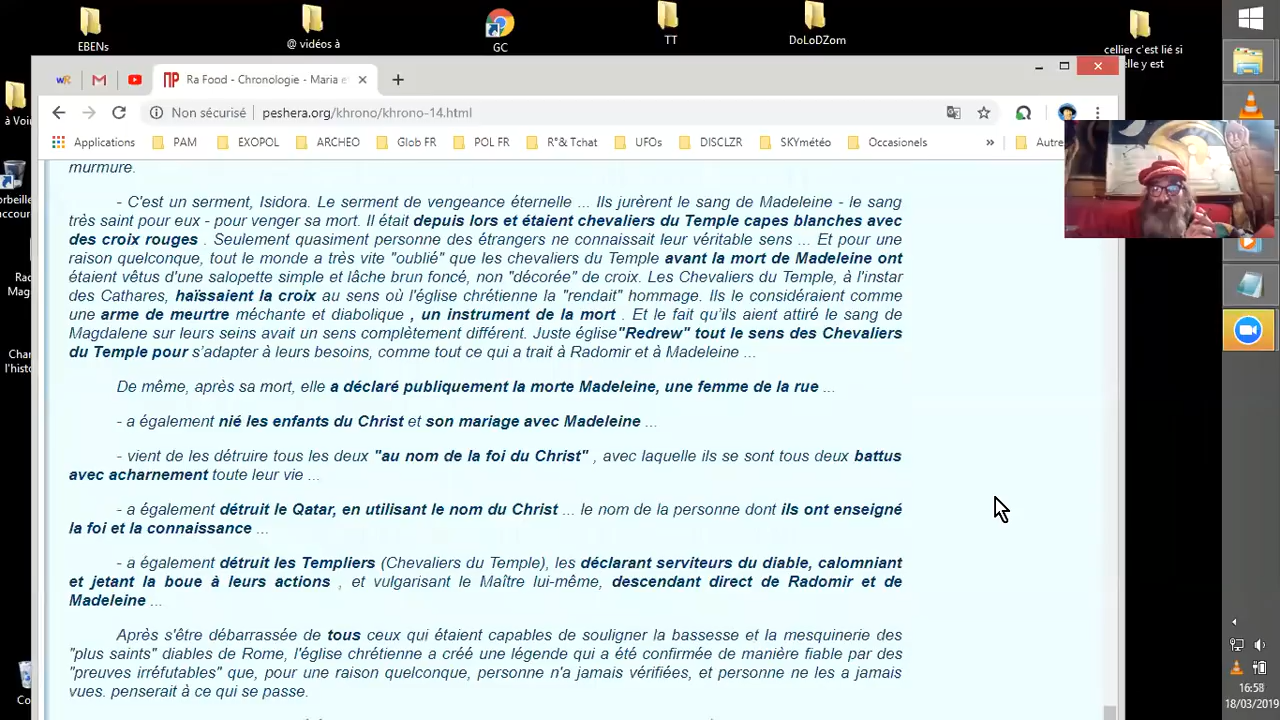 EBENs
@ vidéos à
GC
TT
DoLoDZom
cellier c'est lié si
elle y est
Ra Food - Chronologie - Maria e
à Voir
Non sécurisé
peshera.org/khrono/khrono-14.html
Applications
PAM
EXOPOL
ARCHEO
Glob FR
POL FR
R°& Tchat
UFOs
DISCLZR
SKYmétéo
Occasionels
»
Autre
murmure.
- C'est un serment, Isidora. Le serment de vengeance éternelle ... Ils jurèrent le sang de Madeleine - le sang
très saint pour eux - pour venger sa mort. Il était depuis lors et étaient chevaliers du Temple capes blanches avec
des croix rouges . Seulement quasiment personne des étrangers ne connaissait leur véritable sens ... Et pour une
raison quelconque, tout le monde a très vite "oublié" que les chevaliers du Temple avant la mort de Madeleine ont
étaient vêtus d'une salopette simple et lâche brun foncé, non "décorée" de croix. Les Chevaliers du Temple, à l'instar
des Cathares, haïssaient la croix au sens où l'église chrétienne la "rendait" hommage. Ils le considéraient comme
une arme de meurtre méchante et diabolique , un instrument de la mort . Et le fait qu'ils aient attiré le sang de
Magdalene sur leurs seins avait un sens complètement différent. Juste église"Redrew" tout le sens des Chevaliers
du Temple pour s'adapter à leurs besoins, comme tout ce qui a trait à Radomir et à Madeleine ...
De même, après sa mort, elle a déclaré publiquement la morte Madeleine, une femme de la rue ...
- a également nié les enfants du Christ et son mariage avec Madeleine ...
- vient de les détruire tous les deux "au nom de la foi du Christ" , avec laquelle ils se sont tous deux battus
avec acharnement toute leur vie ...
- a également détruit le Qatar, en utilisant le nom du Christ ... le nom de la personne dont ils ont enseigné
la foi et la connaissance ...
- a également détruit les Templiers (Chevaliers du Temple), les déclarant serviteurs du diable, calomniant
et jetant la boue à leurs actions , et vulgarisant le Maître lui-même, descendant direct de Radomir et de
Madeleine ...
Après s'être débarrassée de tous ceux qui étaient capables de souligner la bassesse et la mesquinerie des
"plus saints" diables de Rome, l'église chrétienne a créé une légende qui a été confirmée de manière fiable par des
"preuves irréfutables" que, pour une raison quelconque, personne n'a jamais vérifiées, et personne ne les a jamais
vues. penserait à ce qui se passe.
16:58
18/03/2019